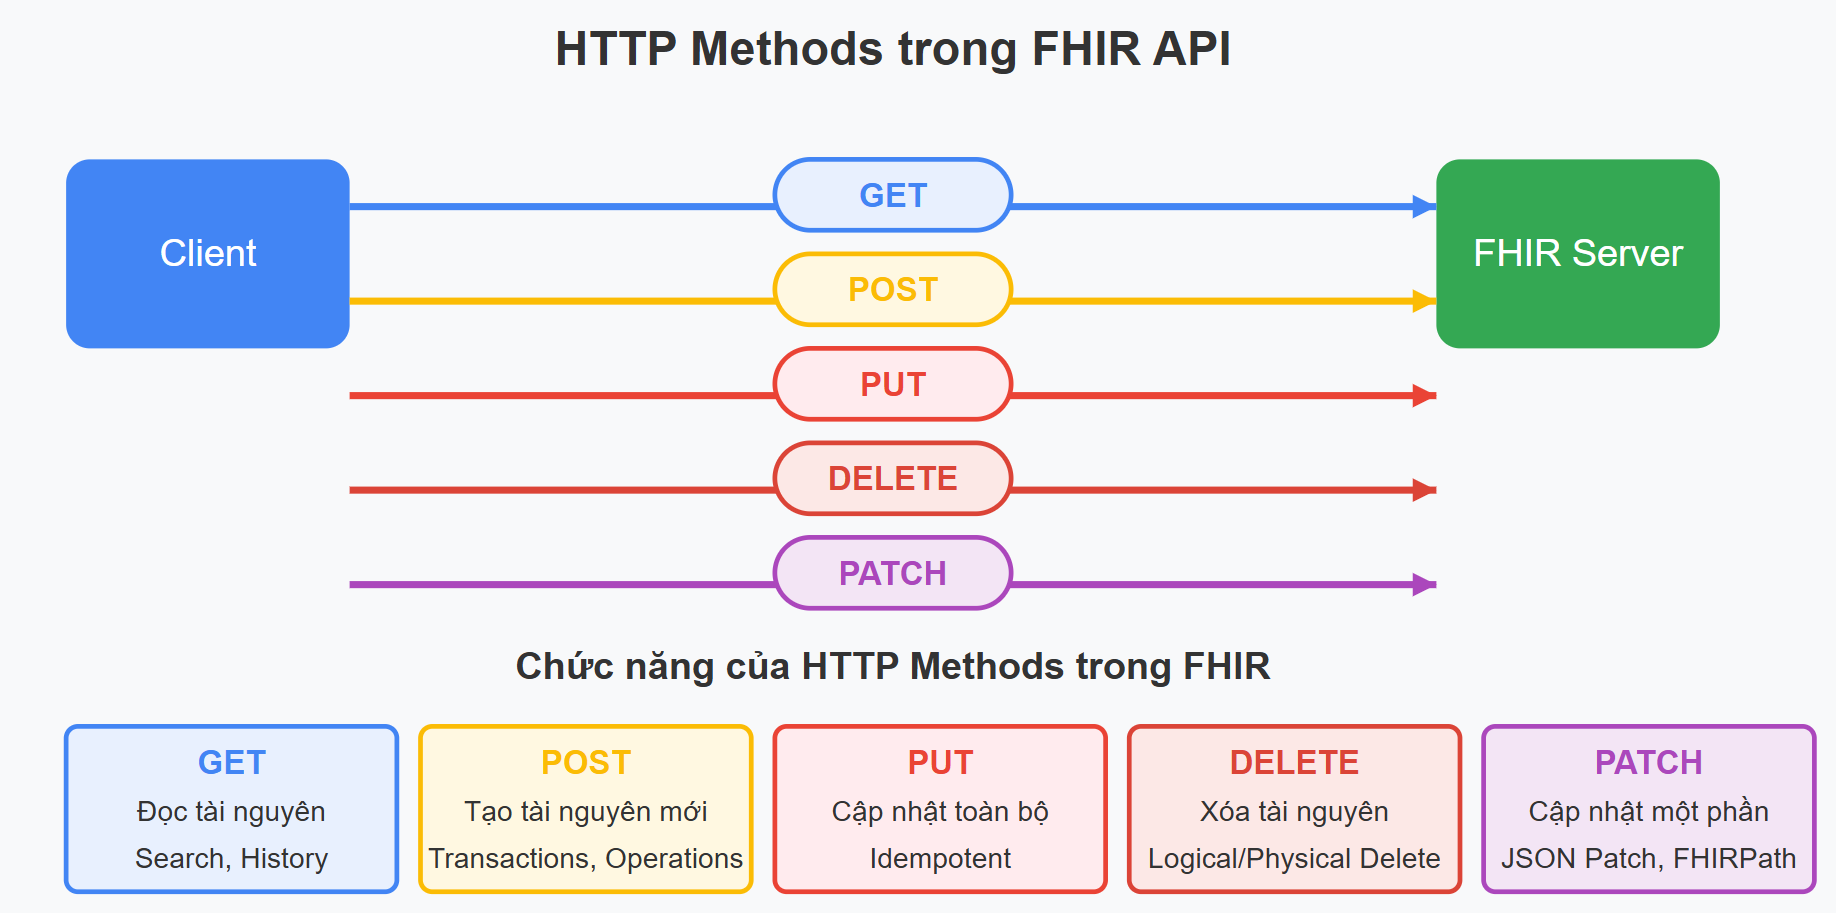 HTTP Methods trong FHIR API
Client
GET
FHIR Server
POST
PUT
DELETE
PATCH
Chức năng của HTTP Methods trong FHIR
GET
Đọc tài nguyên
Search, History
POST
Tạo tài nguyên mới
Transactions, Operations
PUT
Cập nhật toàn bộ
Idempotent
DELETE
Xóa tài nguyên
Logical/Physical Delete
PATCH
Cập nhật một phần
JSON Patch, FHIRPath